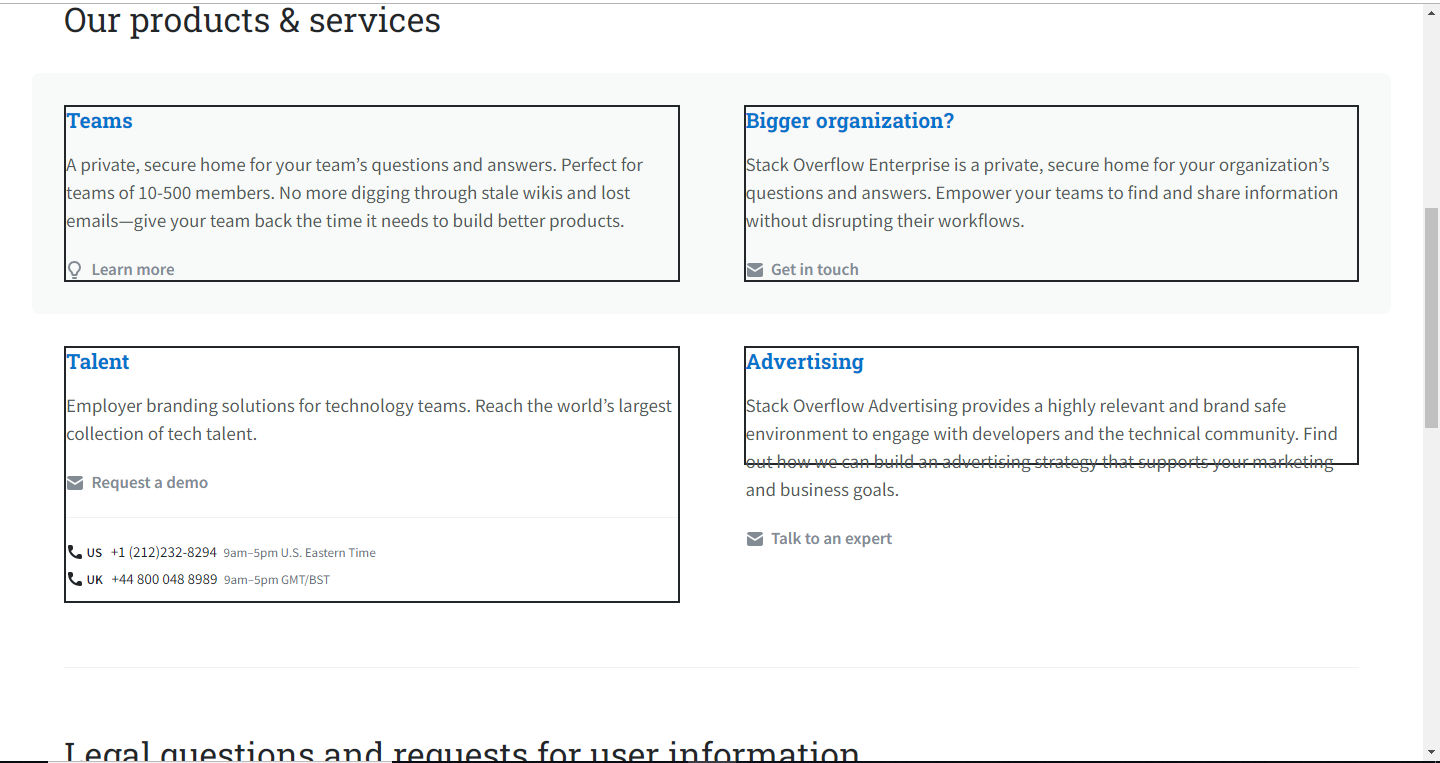 Our products & services
Teams
A private, secure home for your team’s questions and answers. Perfect for
teams of 10-500 members. No more digging through stale wikis and lost
emails—give your team back the time it needs to build better products.
Learn more
Bigger organization?
Stack Overflow Enterprise is a private, secure home for your organization’s
questions and answers. Empower your teams to find and share information
without disrupting their workflows.
Get in touch
Talent
Employer branding solutions for technology teams. Reach the world’s largest
collection of tech talent.
Request a demo
US +1 (212)232-8294 9am–5pm U.S. Eastern Time
UK +44 800 048 8989 9am–5pm GMT/BST
Advertising
Stack Overflow Advertising provides a highly relevant and brand safe
environment to engage with developers and the technical community. Find
out how we can build an advertising strategy that supports your marketing
and business goals.
Talk to an expert
Legal questions and requests for user information